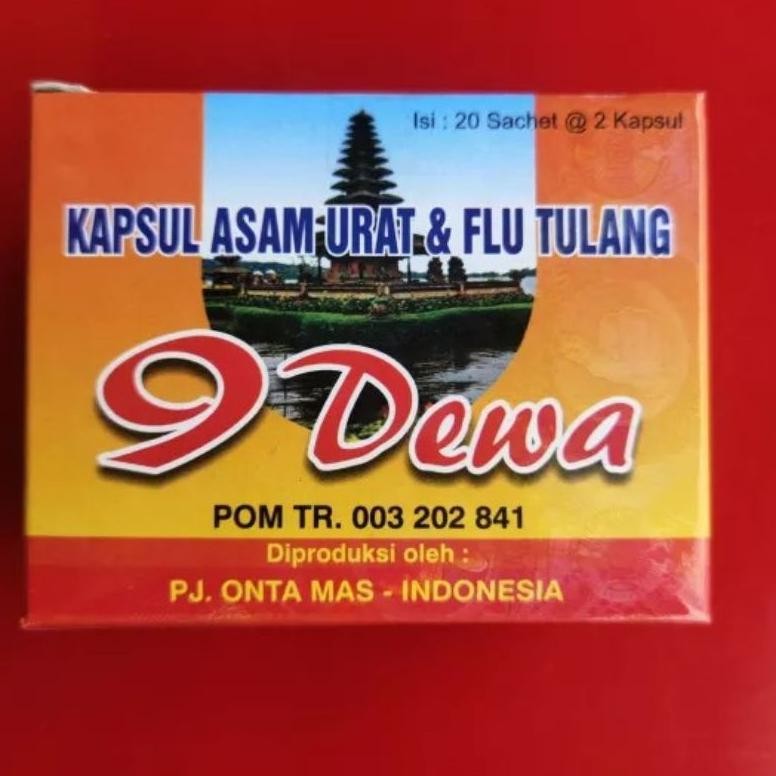 Isi : 20 Sachet @ 2 Kapsul
KAPSUL ASAM URAT & FLU TULANG
9 Dewa
POM TR. 003 202 841
Diproduksi oleh :
PJ. ONTA MAS - INDONESIA